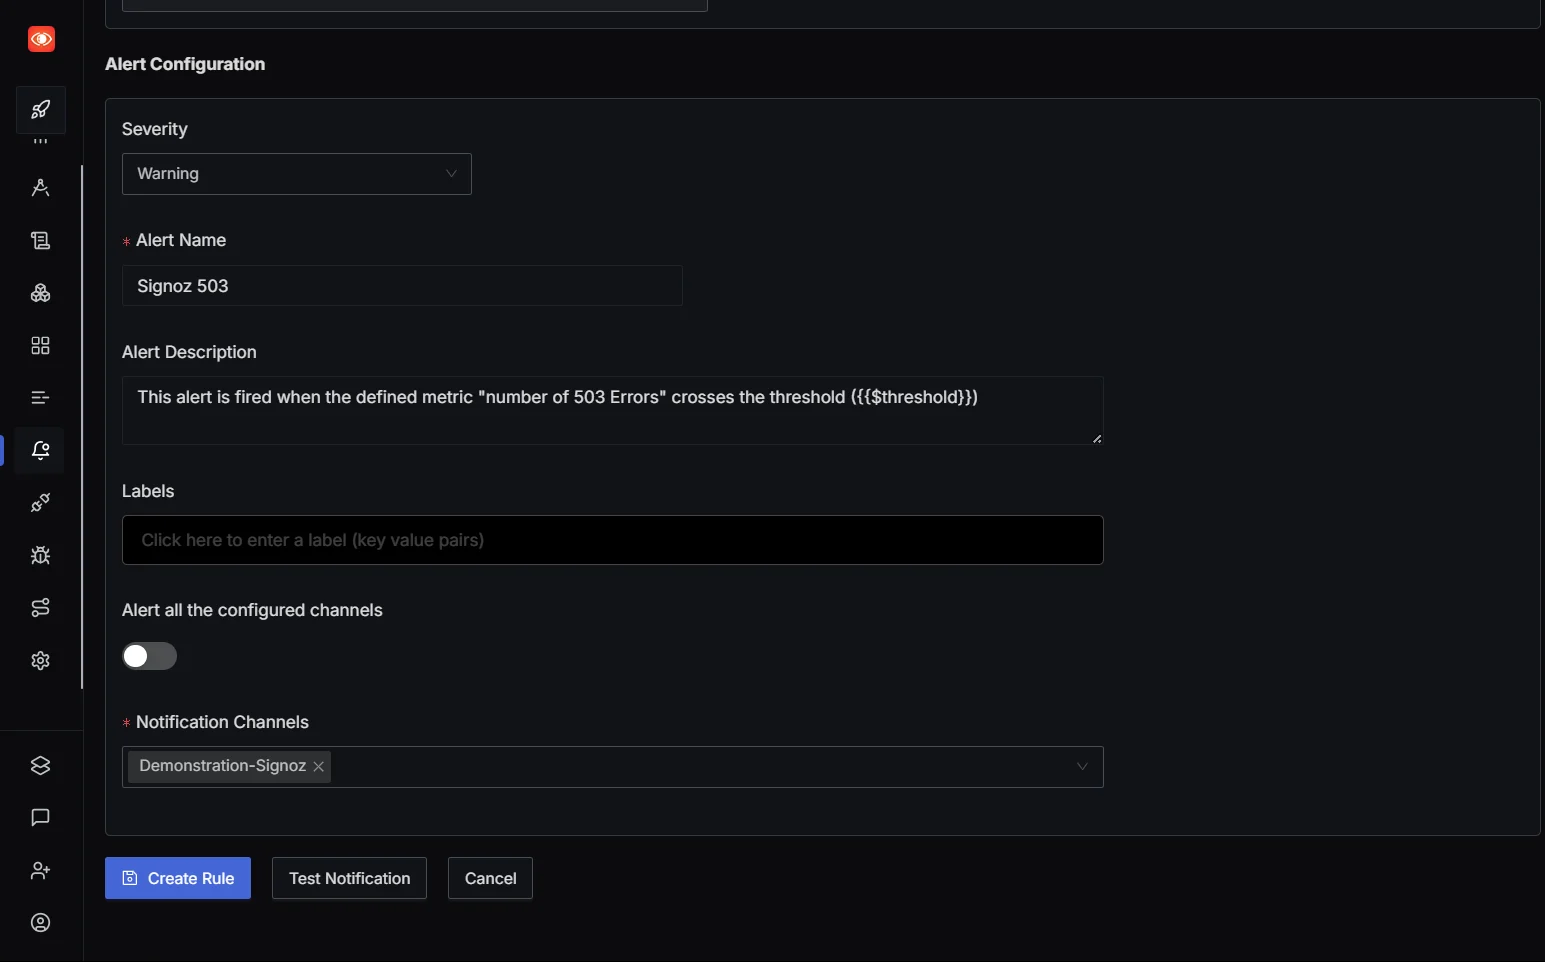 Alert Configuration
Severity
Warning
* Alert Name
Signoz 503
Alert Description
This alert is fired when the defined metric "number of 503 Errors" crosses the threshold ({{$threshold}})
Labels
Click here to enter a label (key value pairs)
Alert all the configured channels
* Notification Channels
Demonstration-Signoz
Create Rule
Test Notification
Cancel